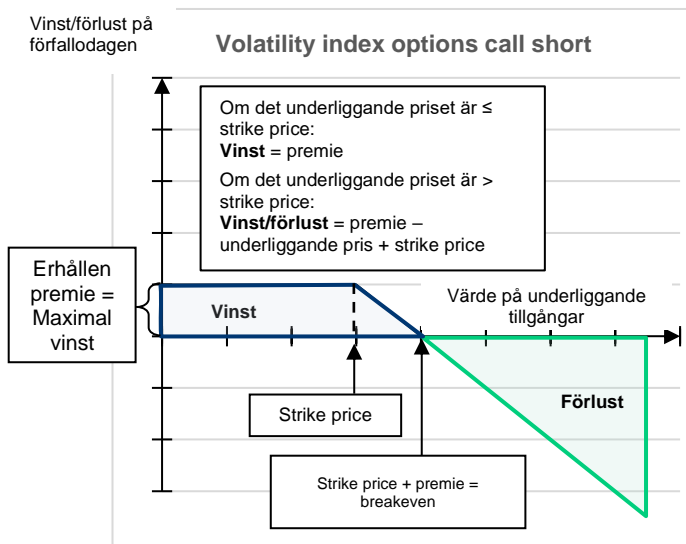 Vinst/förlust på
förfallodagen
Volatility index options call short
Om det underliggande priset är ≤
strike price:
Vinst = premie
Om det underliggande priset är >
strike price:
Vinst/förlust = premie –
underliggande pris + strike price
Erhållen
premie =
Maximal
vinst
Vinst
Värde på underliggande
tillgångar
Strike price
Förlust
Strike price + premie =
breakeven